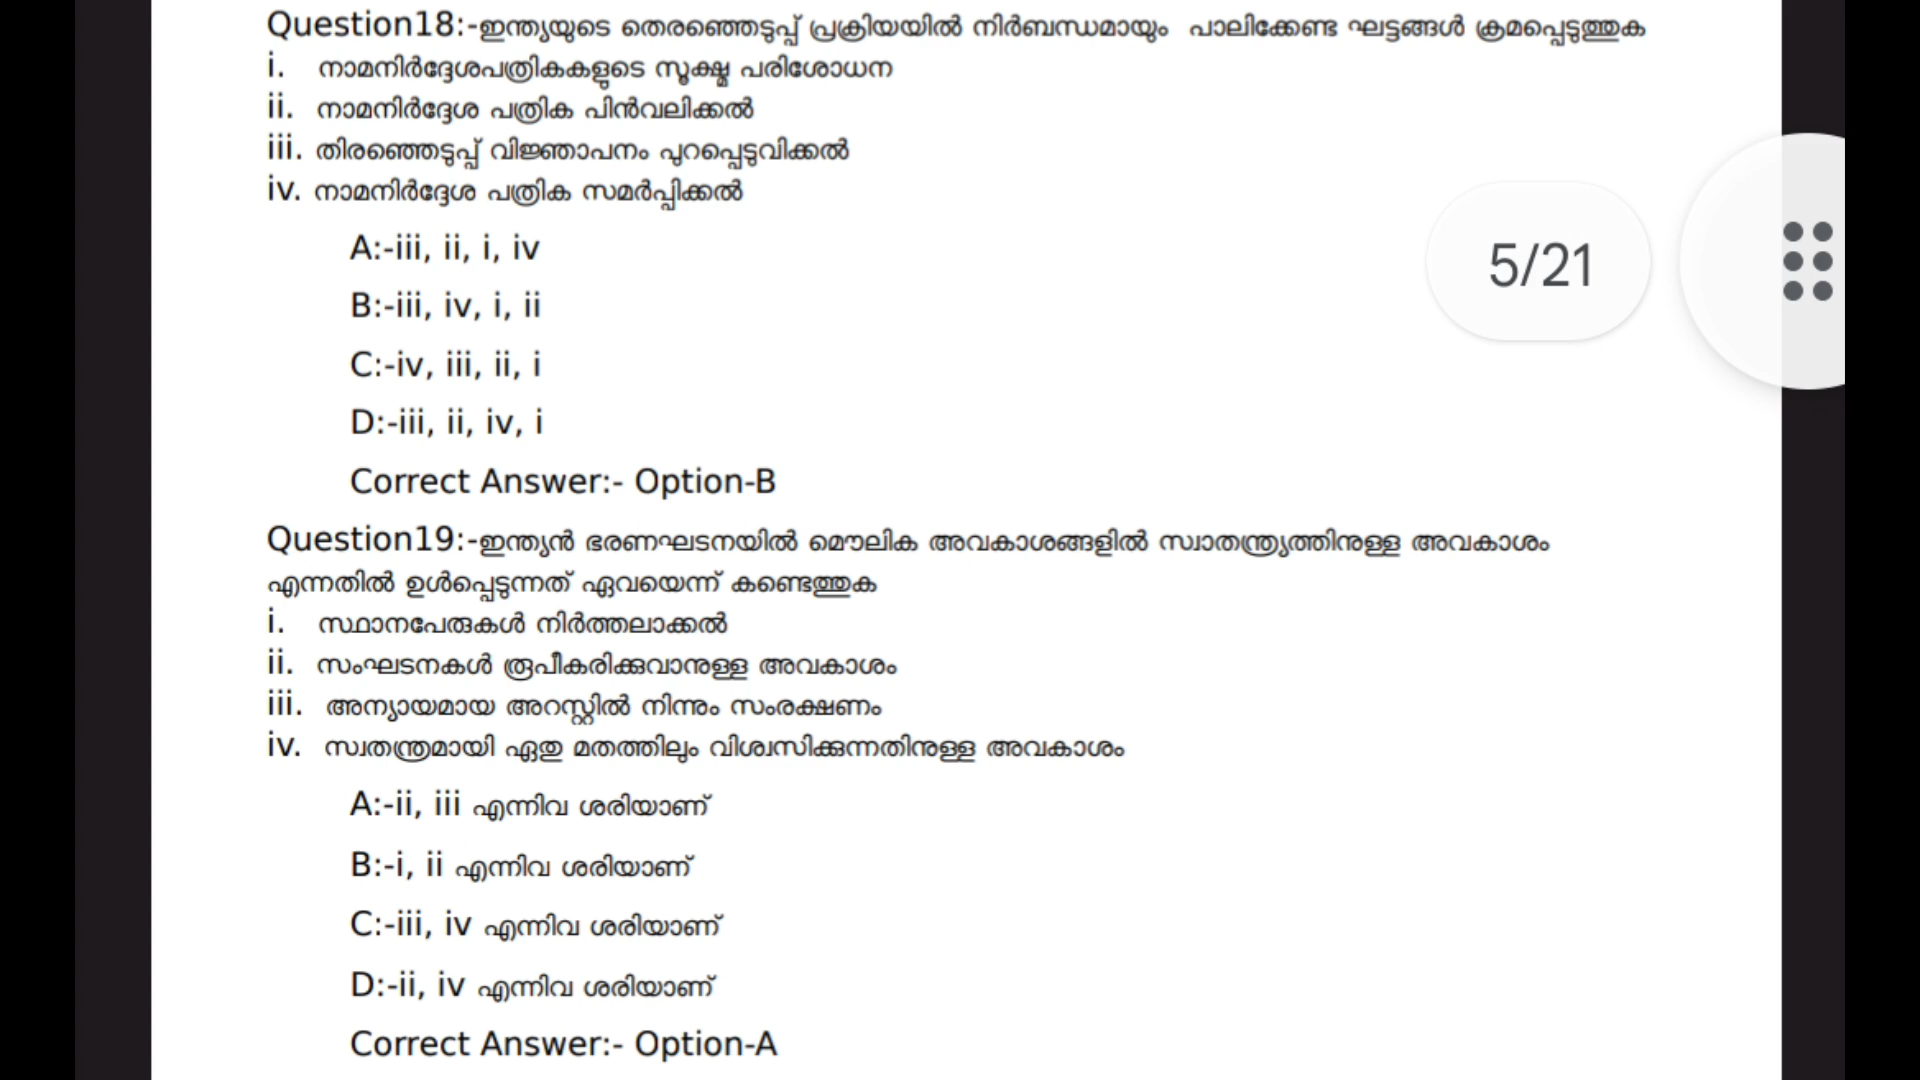 Question18:-ഇന്ത്യയുടെ തെരഞ്ഞെടുപ്പ് പ്രക്രിയയിൽ നിർബന്ധമായും പാലിക്കേണ്ട ഘട്ടങ്ങൾ ക്രമപ്പെടുത്തുക
i. നാമനിർദ്ദേശപത്രികകളുടെ സൂക്ഷ്മ പരിശോധന
ii. നാമനിർദ്ദേശ പത്രിക പിൻവലിക്കൽ
iii. തിരഞ്ഞെടുപ്പ് വിജ്ഞാപനം പുറപ്പെടുവിക്കൽ
iv. നാമനിർദ്ദേശ പത്രിക സമർപ്പിക്കൽ
A:-iii, ii, i, iv
5/21
B:-iii, iv, i, ii
C:-iv, iii, ii, i
D:-iii, ii, iv, i
Correct Answer:- Option-B
Question19:-ഇന്ത്യൻ ഭരണഘടനയിൽ മൌലിക അവകാശങ്ങളിൽ സ്വാതന്ത്ര്യത്തിനുള്ള അവകാശം
എന്നതിൽ ഉൾപ്പെടുന്നത് ഏവയെന്ന് കണ്ടെത്തുക
i. സ്ഥാനപേരുകൾ നിർത്തലാക്കൽ
ii. സംഘടനകൾ രൂപീകരിക്കുവാനുള്ള അവകാശം
iii. അന്യായമായ അറസ്റ്റിൽ നിന്നും സംരക്ഷണം
iv. സ്വതന്ത്രമായി ഏതു മതത്തിലും വിശ്വസിക്കുന്നതിനുള്ള അവകാശം
A:-ii, iii എന്നിവ ശരിയാണ്
B:-i, ii എന്നിവ ശരിയാണ്
C:-iii, iv എന്നിവ ശരിയാണ്
D:-ii, iv എന്നിവ ശരിയാണ്
Correct Answer:- Option-A